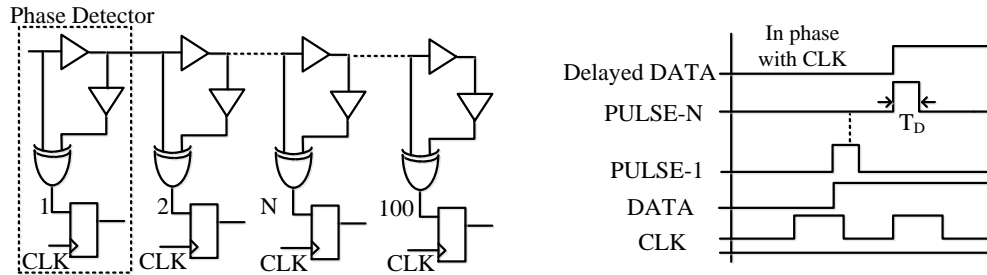 Phase Detector
1
2
N
100
CLK
CLK
CLK
CLK
In phase
with CLK
Delayed DATA
PULSE-N
T_D
PULSE-1
DATA
CLK